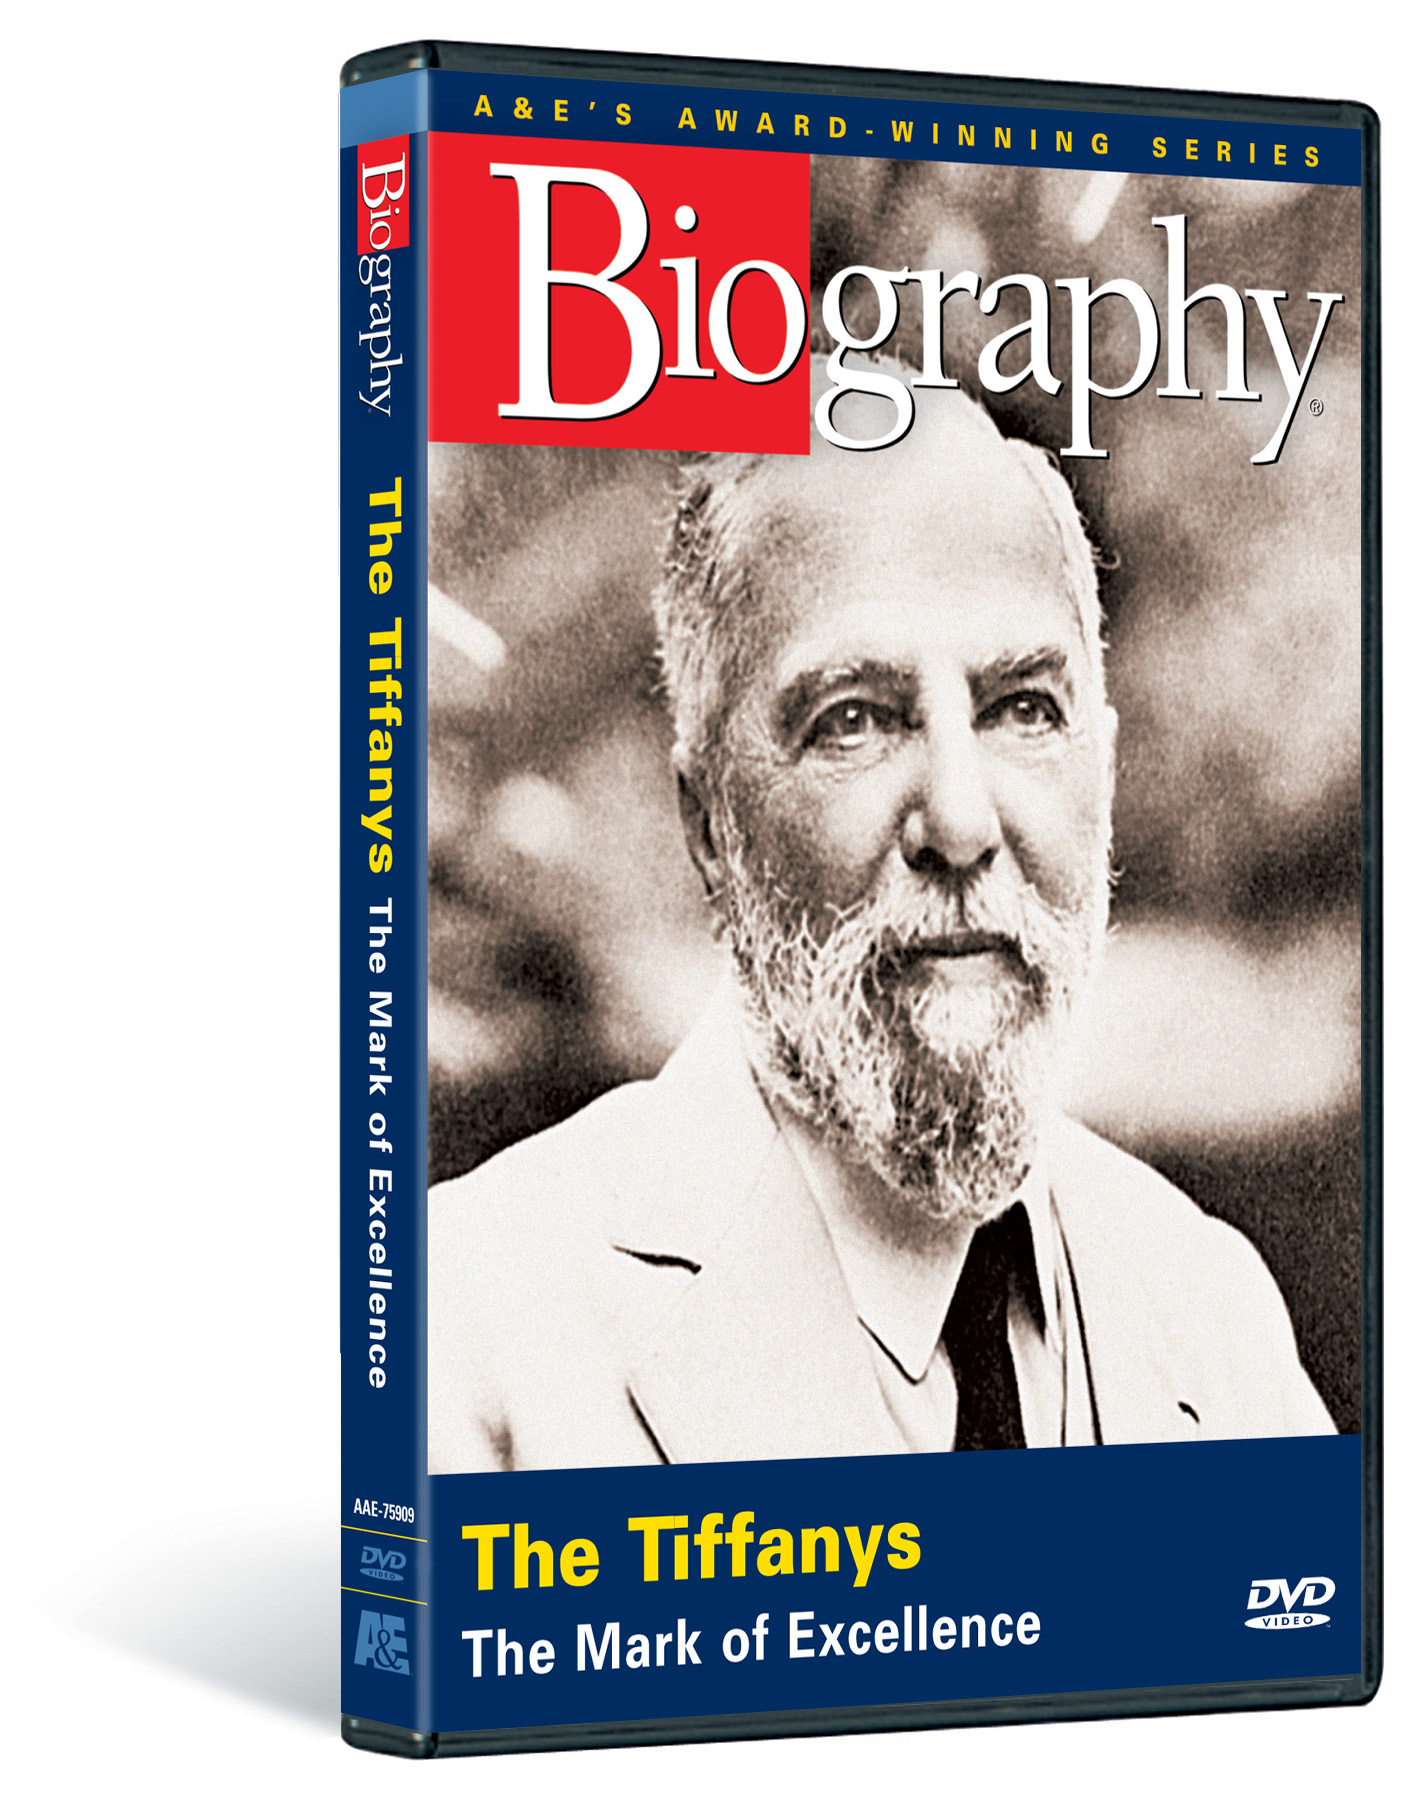 A&E'S AWARD-WINNING SERIES
Biography®
The Tiffanys
The Mark of Excellence
DVD
VIDEO
Biography
The Tiffanys The Mark of Excellence
AAE-75909
DVD
VIDEO
A&E